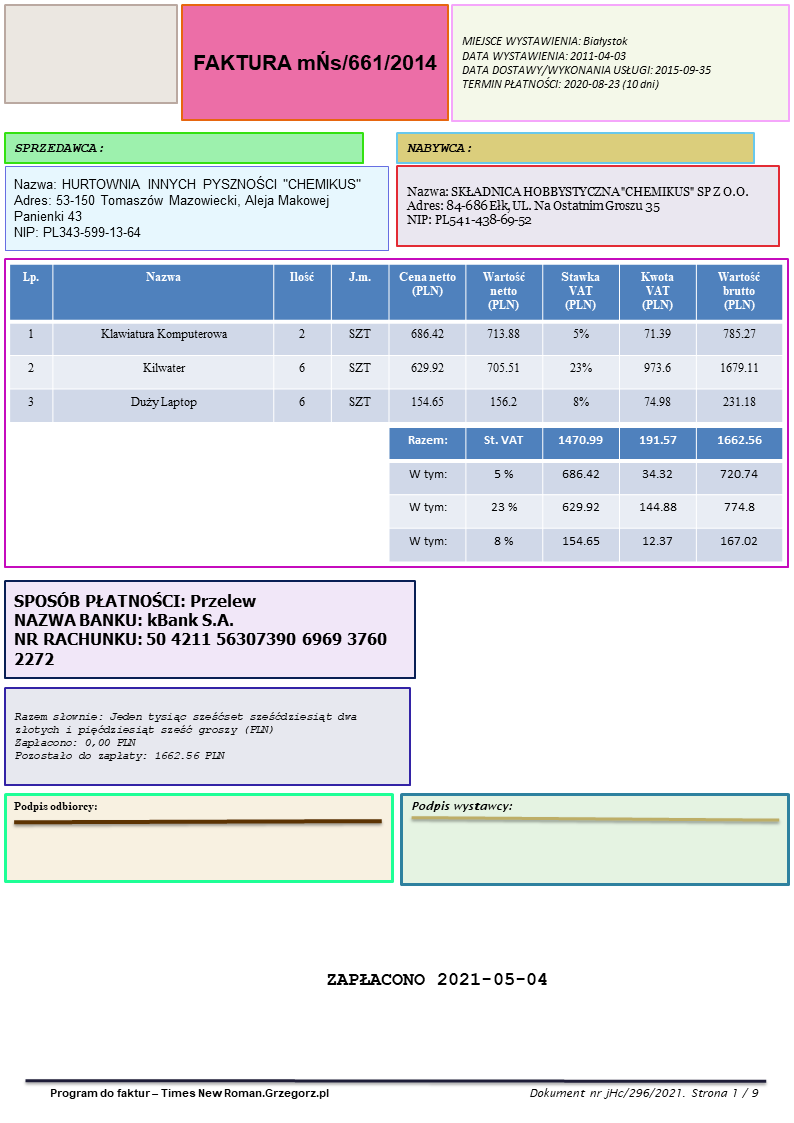 FAKTURA mŃs/661/2014
MIEJSCE WYSTAWIENIA: Białystok
DATA WYSTAWIENIA: 2011-04-03
DATA DOSTAWY/WYKONANIA USŁUGI: 2015-09-35
TERMIN PŁATNOŚCI: 2020-08-23 (10 dni)
SPRZEDAWCA:
NABYWCA:
Nazwa: HURTOWNIA INNYCH PYSZNOŚCI "CHEMIKUS"
Adres: 53-150 Tomaszów Mazowiecki, Aleja Makowej
Panienki 43
NIP: PL343-599-13-64
Nazwa: SKŁADNICA HOBBYSTYCZNA"CHEMIKUS" SP Z O.O.
Adres: 84-686 Ełk, UL. Na Ostatnim Groszu 35
NIP: PL541-438-69-52
Lp. Nazwa Ilość J.m. Cena netto (PLN) Wartość netto (PLN) Stawka VAT (PLN) Kwota VAT (PLN) Wartość brutto (PLN)
1 Klawiatura Komputerowa 2 SZT 686.42 713.88 5% 71.39 785.27
2 Kilwater 6 SZT 629.92 705.51 23% 973.6 1679.11
3 Duży Laptop 6 SZT 154.65 156.2 8% 74.98 231.18
Razem: St. VAT 1470.99 191.57 1662.56
W tym: 5 % 686.42 34.32 720.74
W tym: 23 % 629.92 144.88 774.8
W tym: 8 % 154.65 12.37 167.02
SPOSÓB PŁATNOŚCI: Przelew
NAZWA BANKU: kBank S.A.
NR RACHUNKU: 50 4211 56307390 6969 3760
2272
Razem słownie: Jeden tysiąc sześćset sześćdziesiąt dwa
złotych i pięćdziesiąt sześć groszy (PLN)
Zapłacono: 0,00 PLN
Pozostało do zapłaty: 1662.56 PLN
Podpis odbiorcy:
Podpis wystawcy:
ZAPŁACONO 2021-05-04
Program do faktur – Times New Roman.Grzegorz.pl
Dokument nr jHc/296/2021. Strona 1 / 9